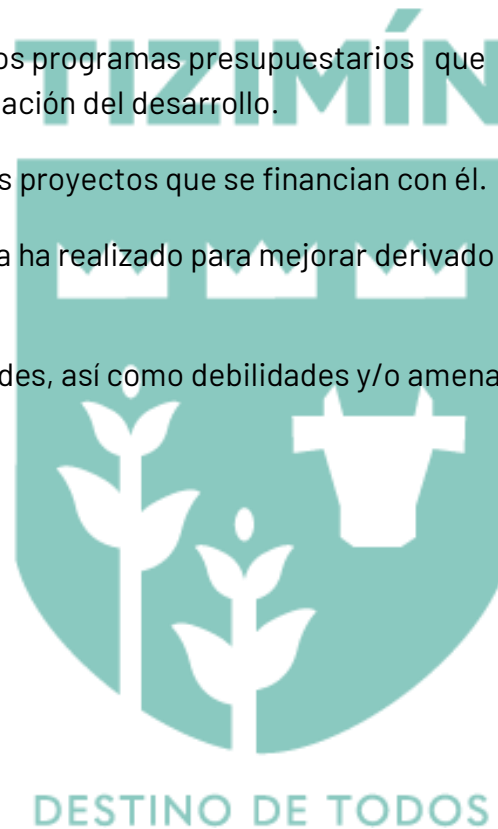 TIZIMÍN
os programas presupuestarios que
ación del desarrollo.
s proyectos que se financian con él.
a ha realizado para mejorar derivado
des, así como debilidades y/o amena
DESTINO DE TODOS